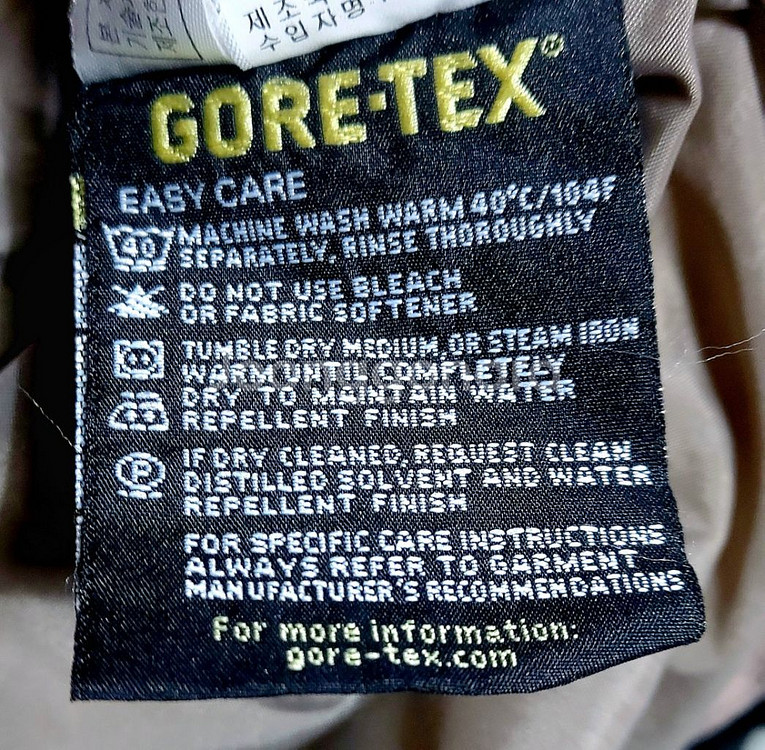 제조국
수입자명
GORE-TEX®
EASY CARE
40
MACHINE WASH WARM 40°C/104F
SEPARATELY, RINSE THOROUGHLY
DO NOT USE BLEACH
OR FABRIC SOFTENER
TUMBLE DRY MEDIUM, OR STEAM IRON
WARM UNTIL COMPLETELY
DRY TO MAINTAIN WATER
REPELLENT FINISH
P
IF DRY CLEANED, REQUEST CLEAN
DISTILLED SOLVENT AND WATER
REPELLENT FINISH
FOR SPECIFIC CARE INSTRUCTIONS
ALWAYS REFER TO GARMENT
MANUFACTURER'S RECOMMENDATIONS
For more information:
gore-tex.com